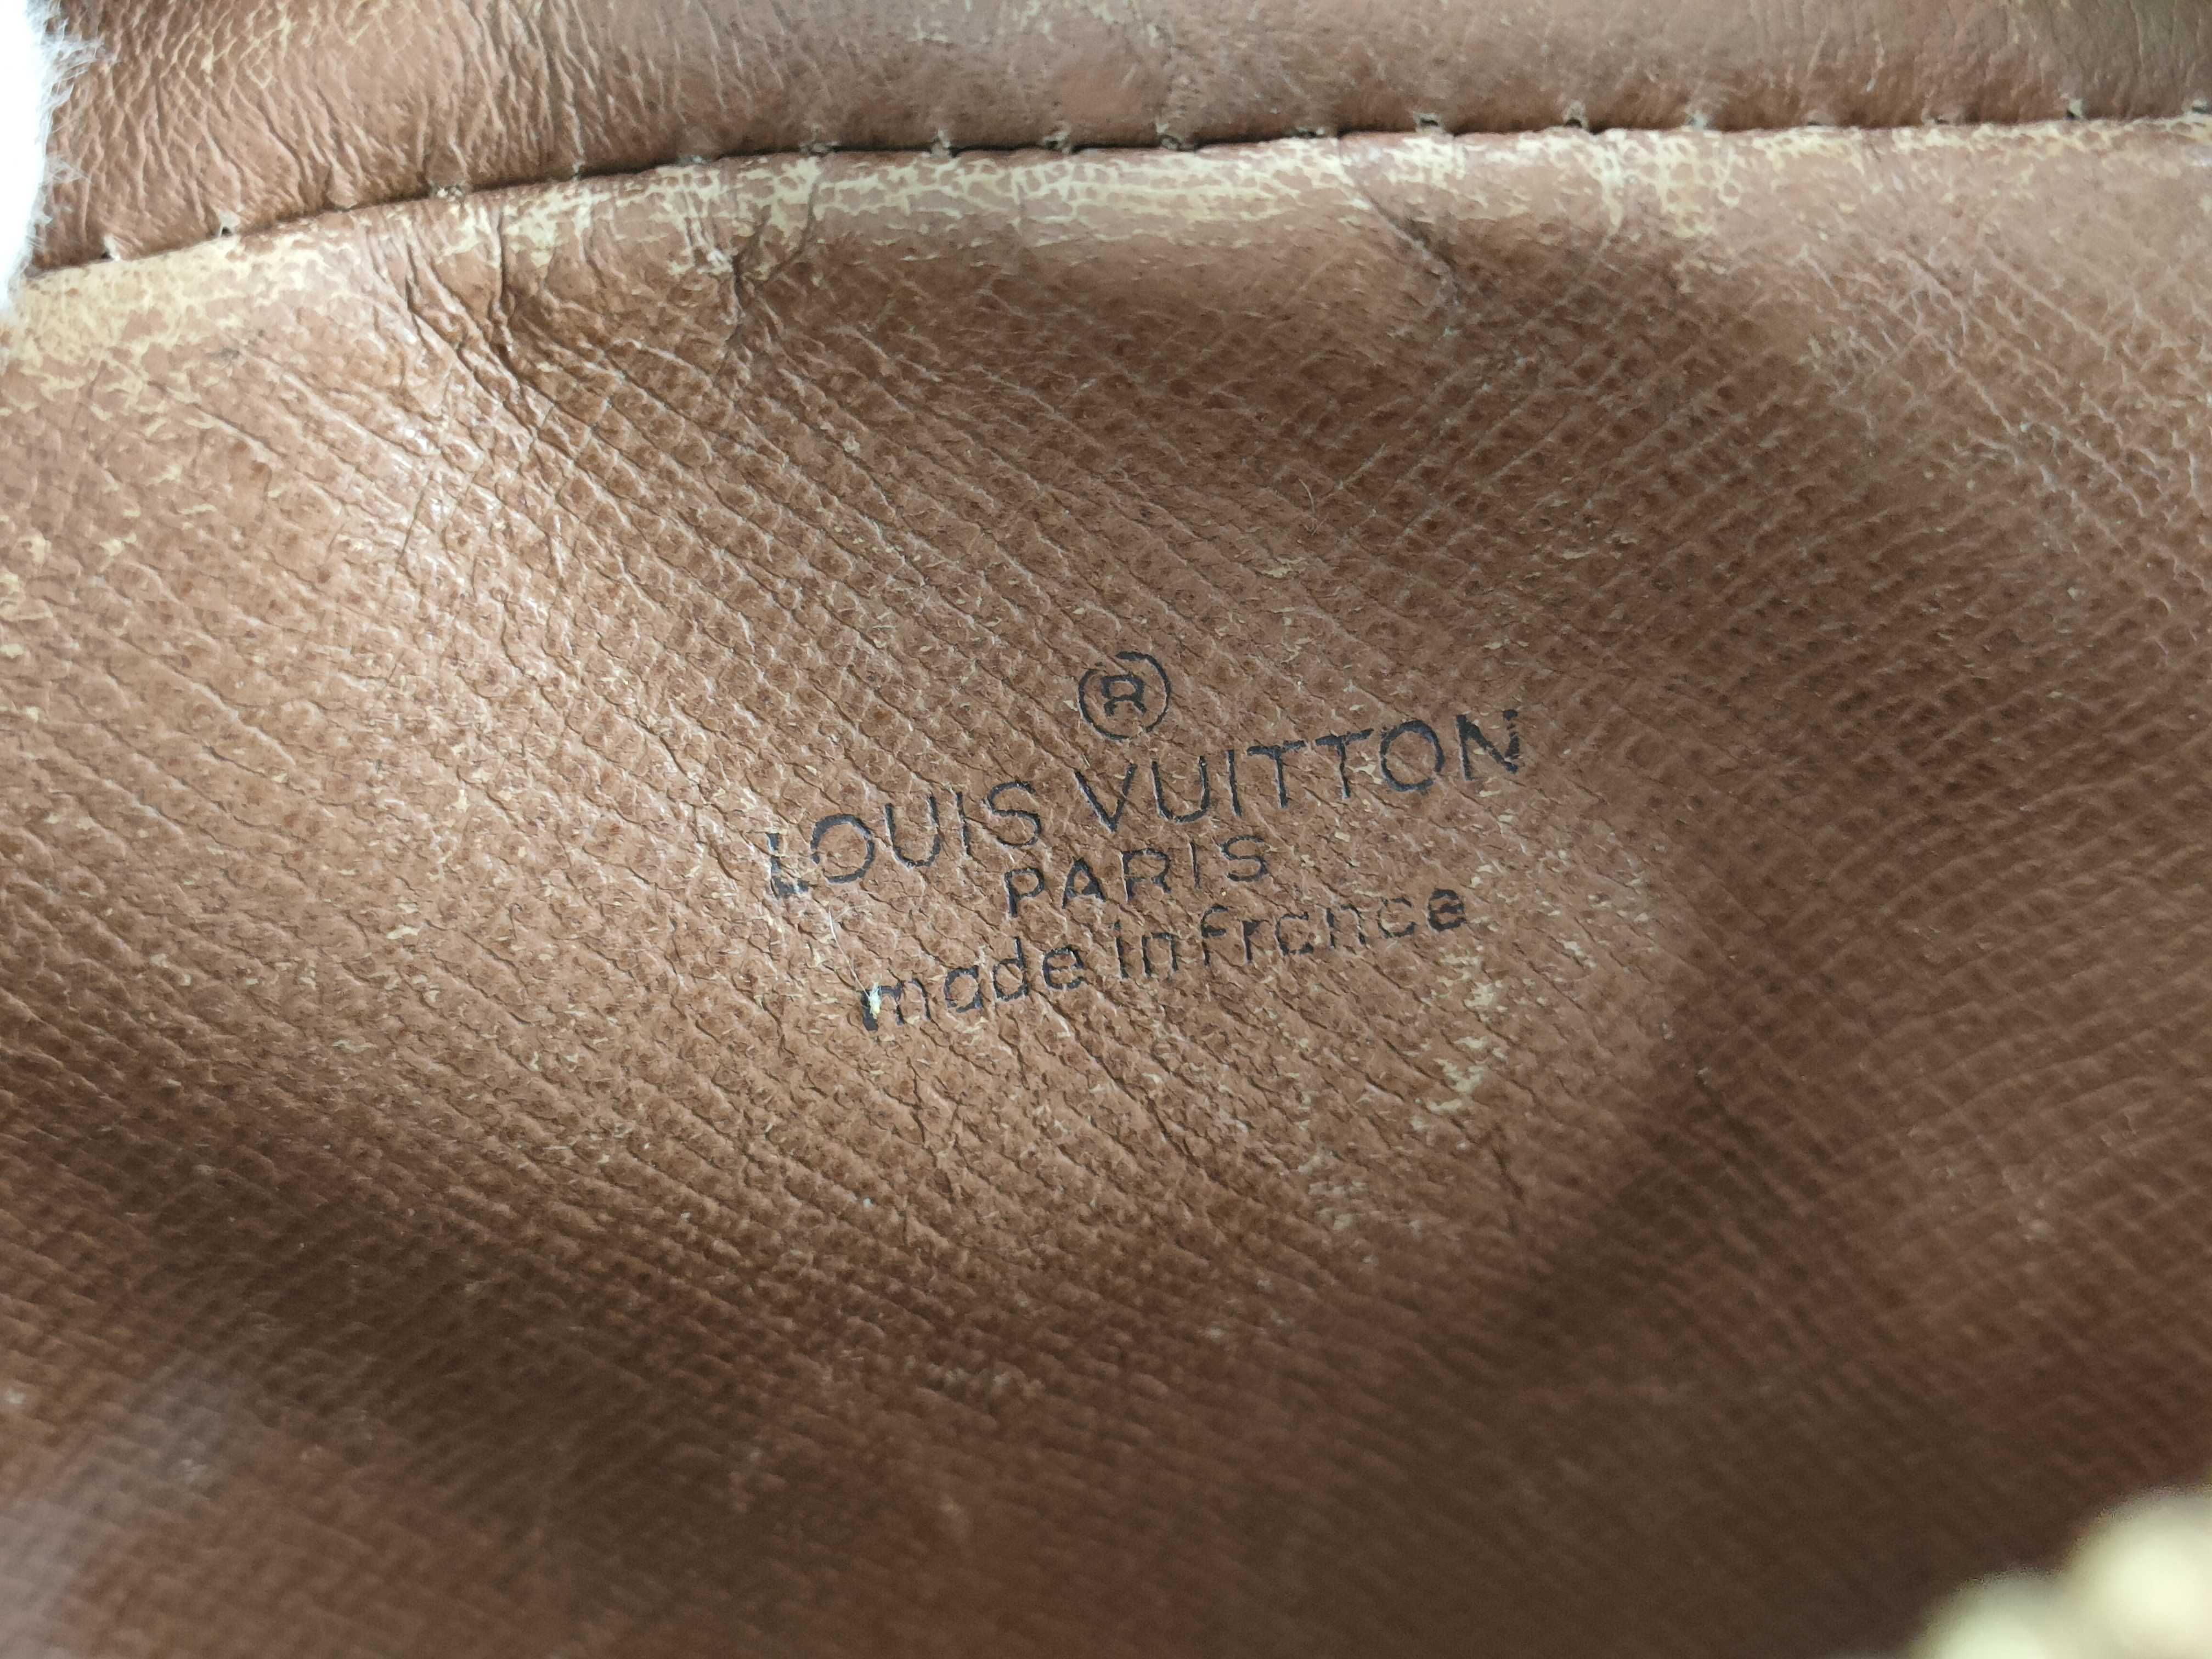 ®
LOUIS VUITTON
PARIS
made in france